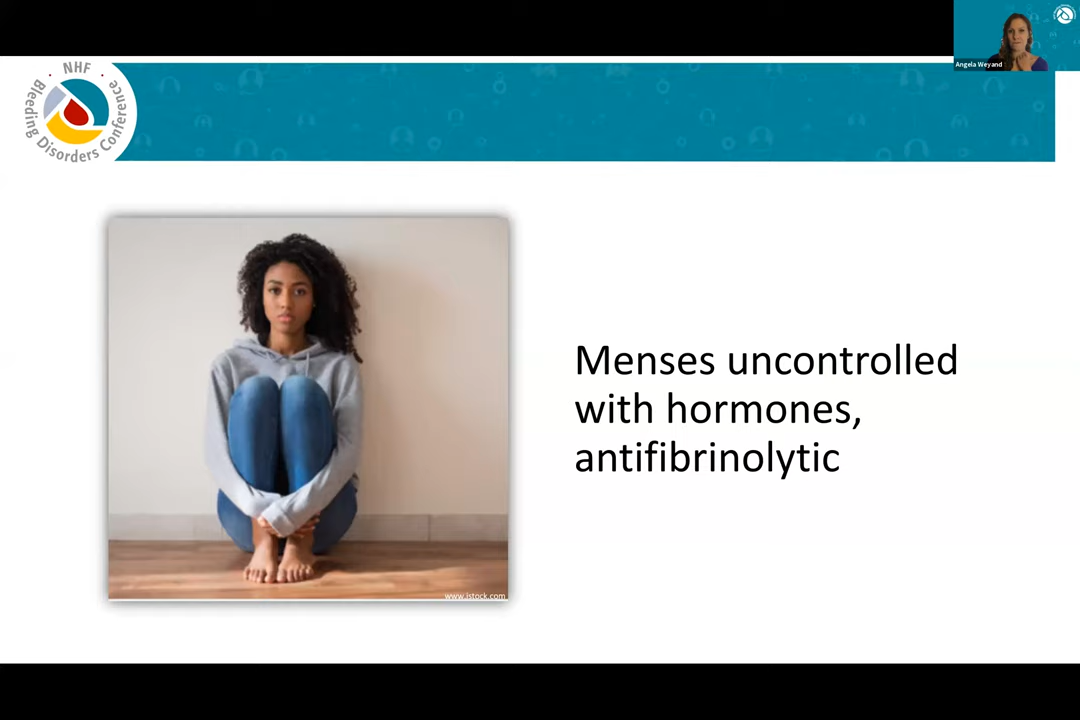 Angela Weyand
NHF
Bleeding Disorders Conference
Menses uncontrolled
with hormones,
antifibrinolytic
www.istock.com